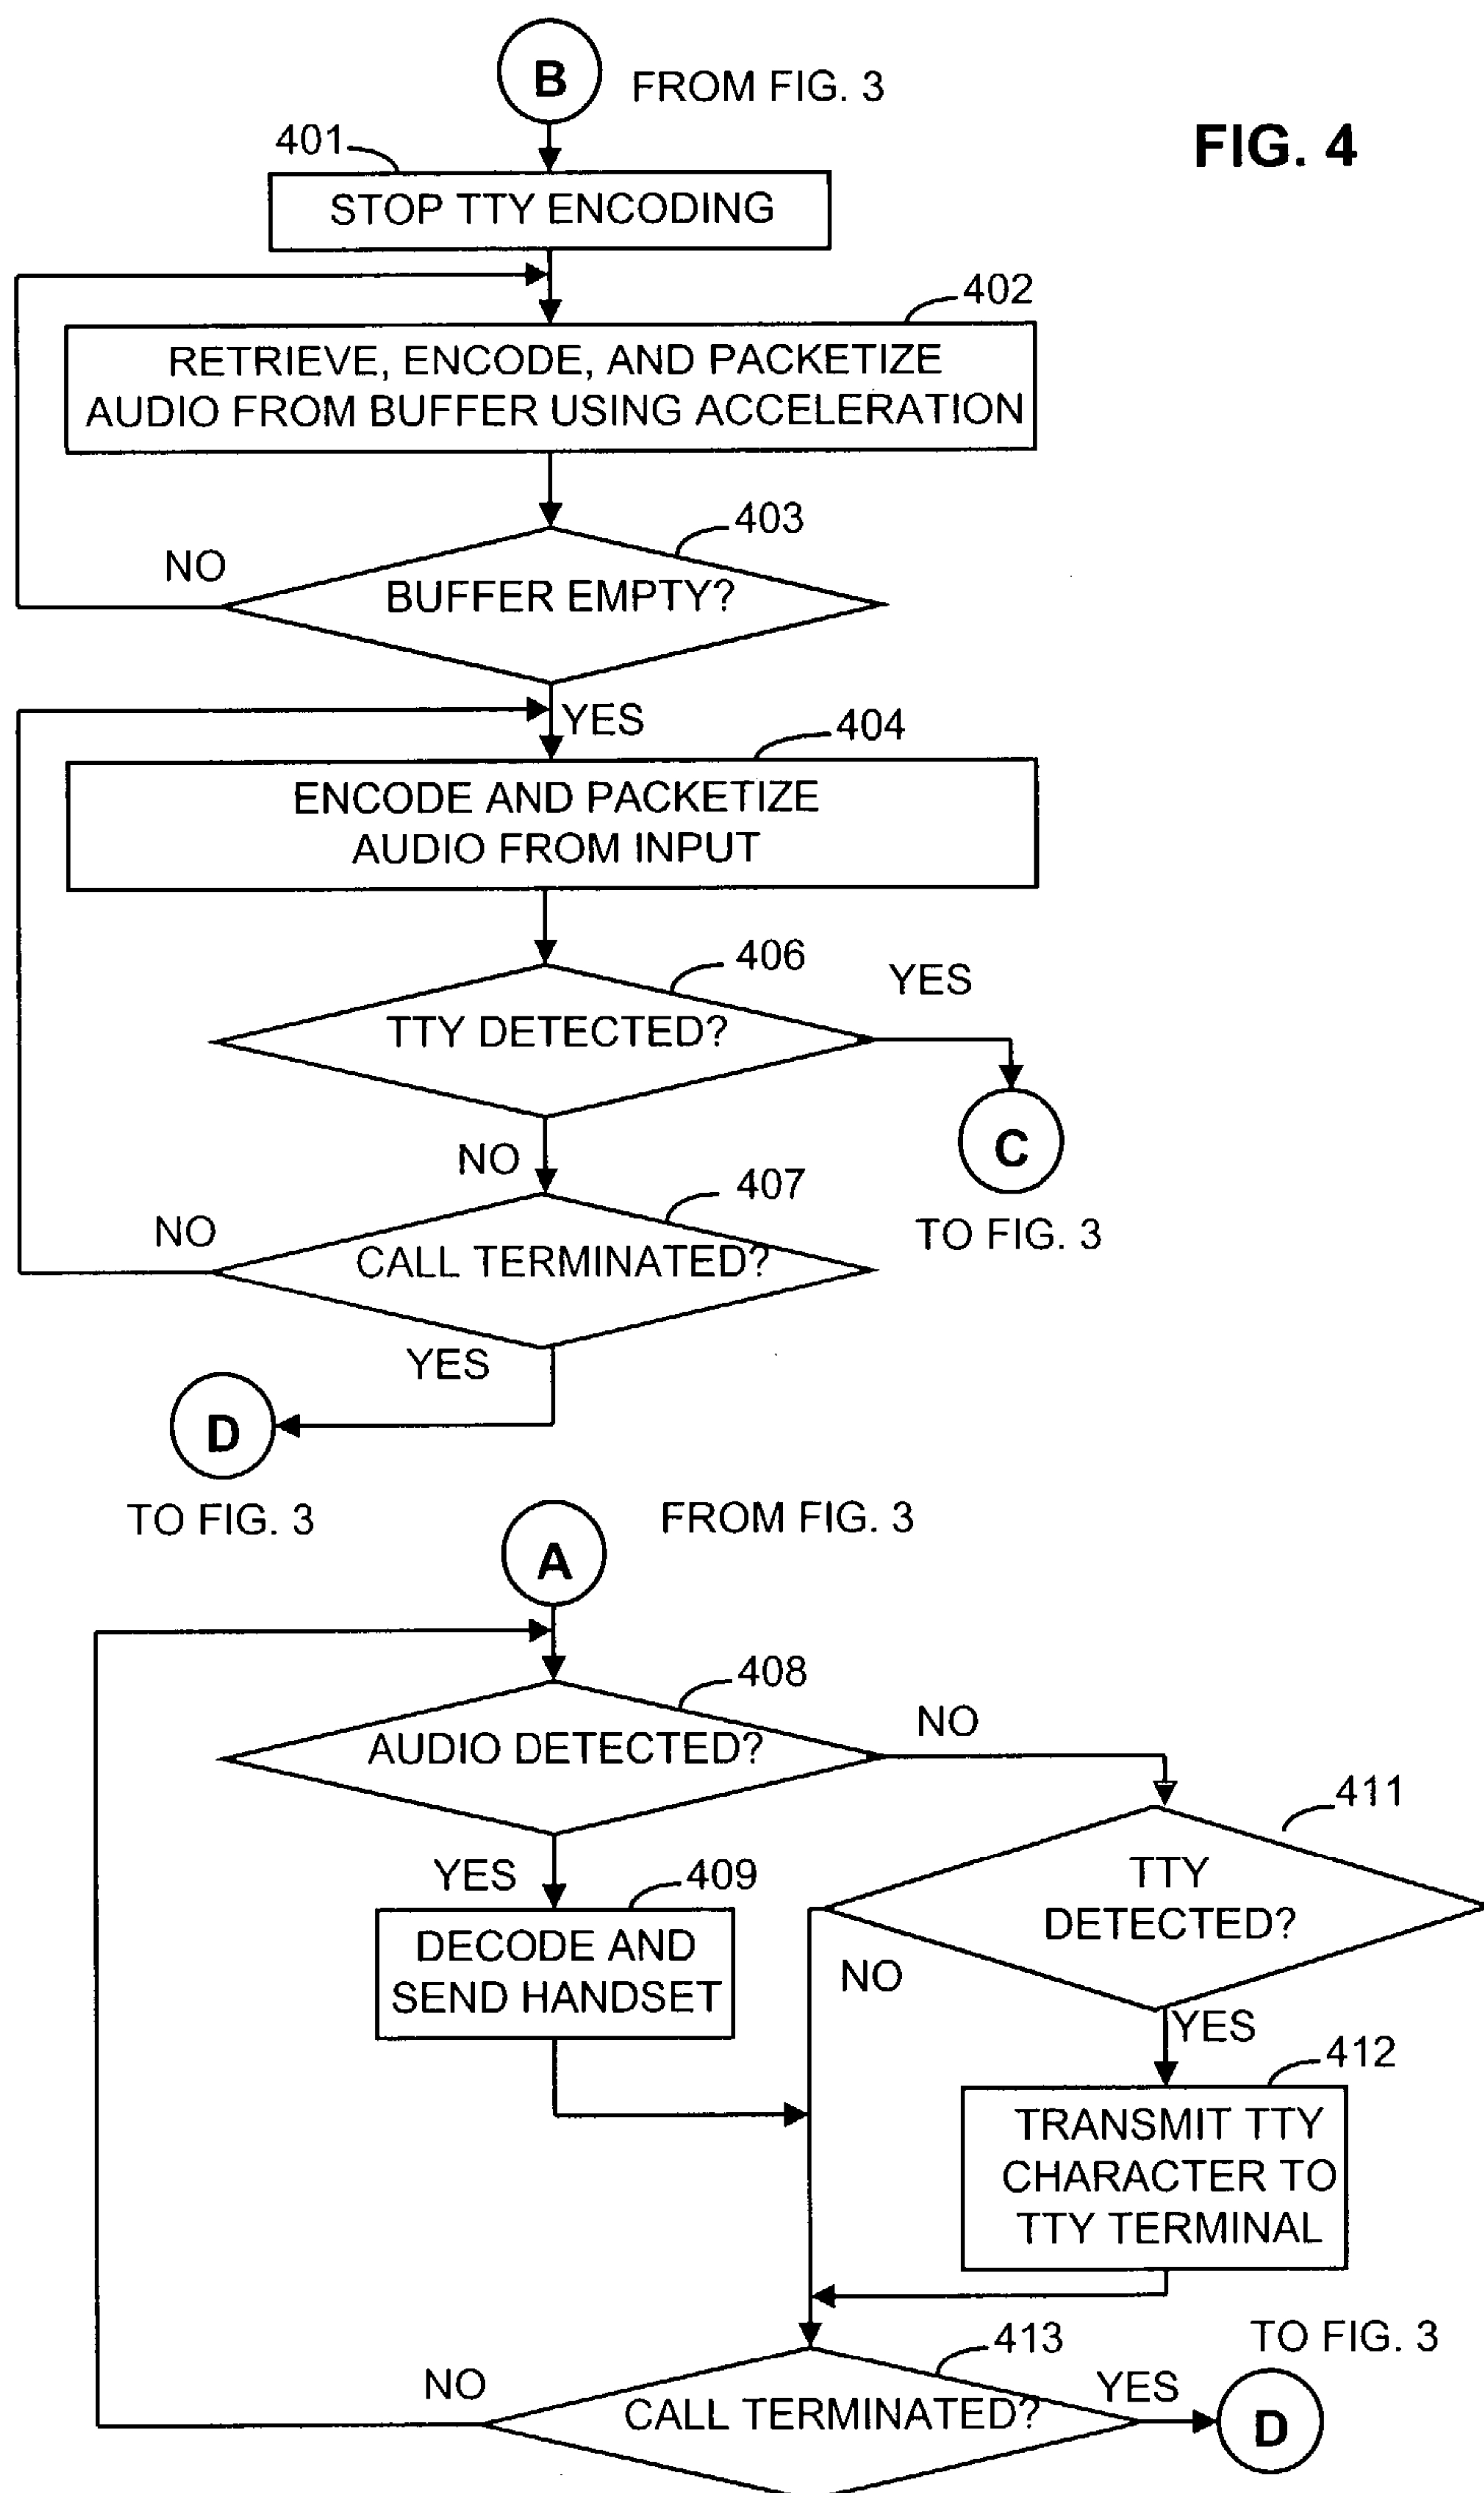 B
FROM FIG. 3
FIG. 4
401
STOP TTY ENCODING
402
RETRIEVE, ENCODE, AND PACKETIZE
AUDIO FROM BUFFER USING ACCELERATION
403
NO
BUFFER EMPTY?
YES
404
ENCODE AND PACKETIZE
AUDIO FROM INPUT
406
YES
TTY DETECTED?
C
TO FIG. 3
NO
407
NO
CALL TERMINATED?
YES
D
TO FIG. 3
A
FROM FIG. 3
408
NO
AUDIO DETECTED?
411
YES
409
TTY
DETECTED?
DECODE AND
SEND HANDSET
NO
YES
412
TRANSMIT TTY
CHARACTER TO
TTY TERMINAL
413
TO FIG. 3
NO
YES
CALL TERMINATED?
D